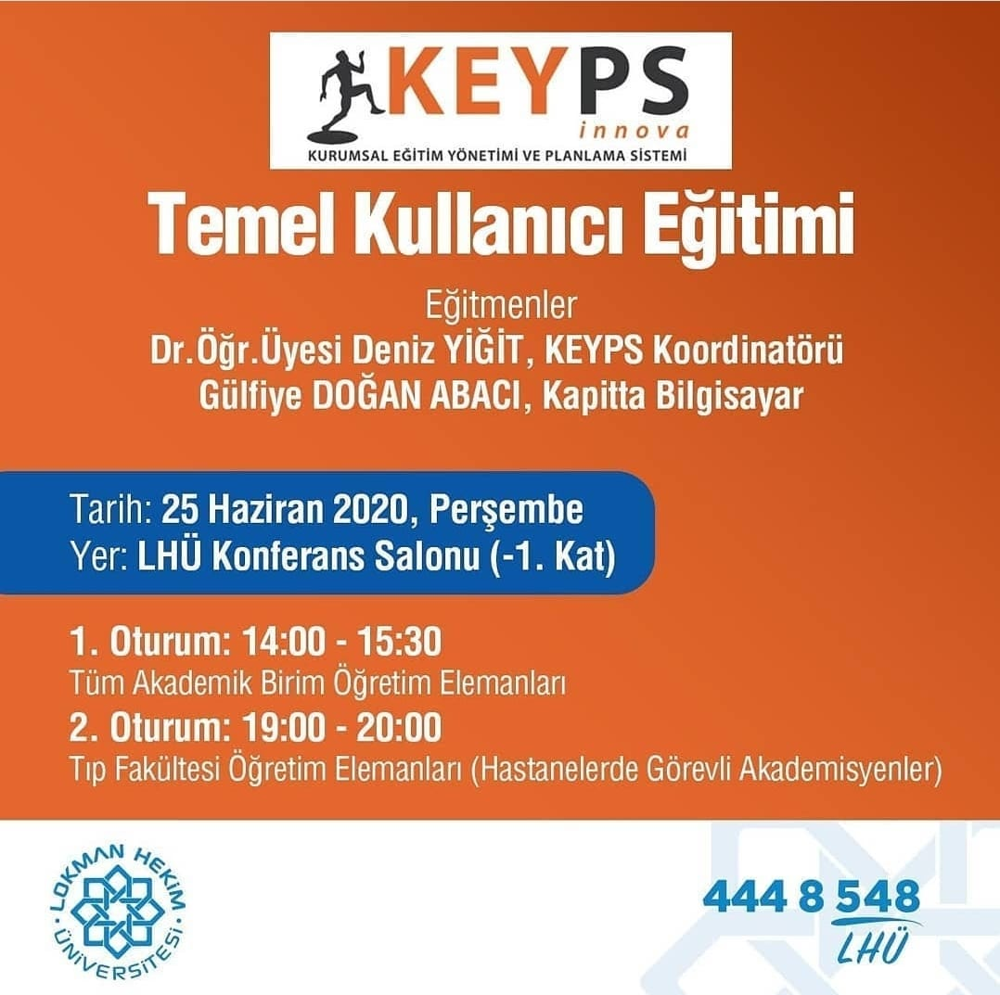 KEYPS
innova
KURUMSAL EĞİTİM YÖNETİMİ VE PLANLAMA SİSTEMİ
Temel Kullanıcı Eğitimi
Eğitmenler
Dr.Öğr.Üyesi Deniz YİĞİT, KEYPS Koordinatörü
Gülfiye DOĞAN ABACI, Kapitta Bilgisayar
Tarih: 25 Haziran 2020, Perşembe
Yer: LHÜ Konferans Salonu (-1. Kat)
1. Oturum: 14:00 - 15:30
Tüm Akademik Birim Öğretim Elemanları
2. Oturum: 19:00 - 20:00
Tıp Fakültesi Öğretim Elemanları (Hastanelerde Görevli Akademisyenler)
LOKMAN HEKİM
ÜNİVERSİTESİ
444 8 548
LHÜ